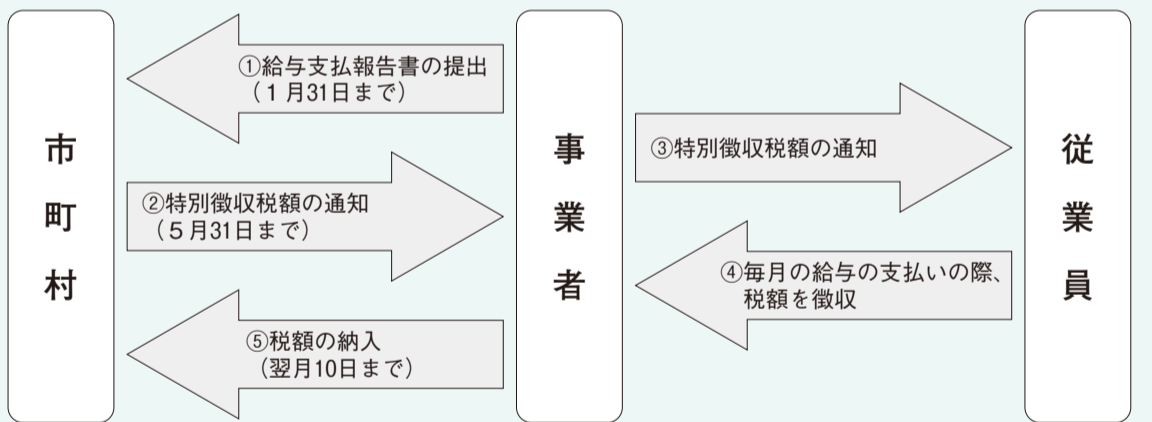 市町村
①給与支払報告書の提出
(1月31日まで)
②特別徴収税額の通知
(5月31日まで)
⑤税額の納入
(翌月10日まで)
事業者
③特別徴収税額の通知
④毎月の給与の支払いの際、
税額を徴収
従業員